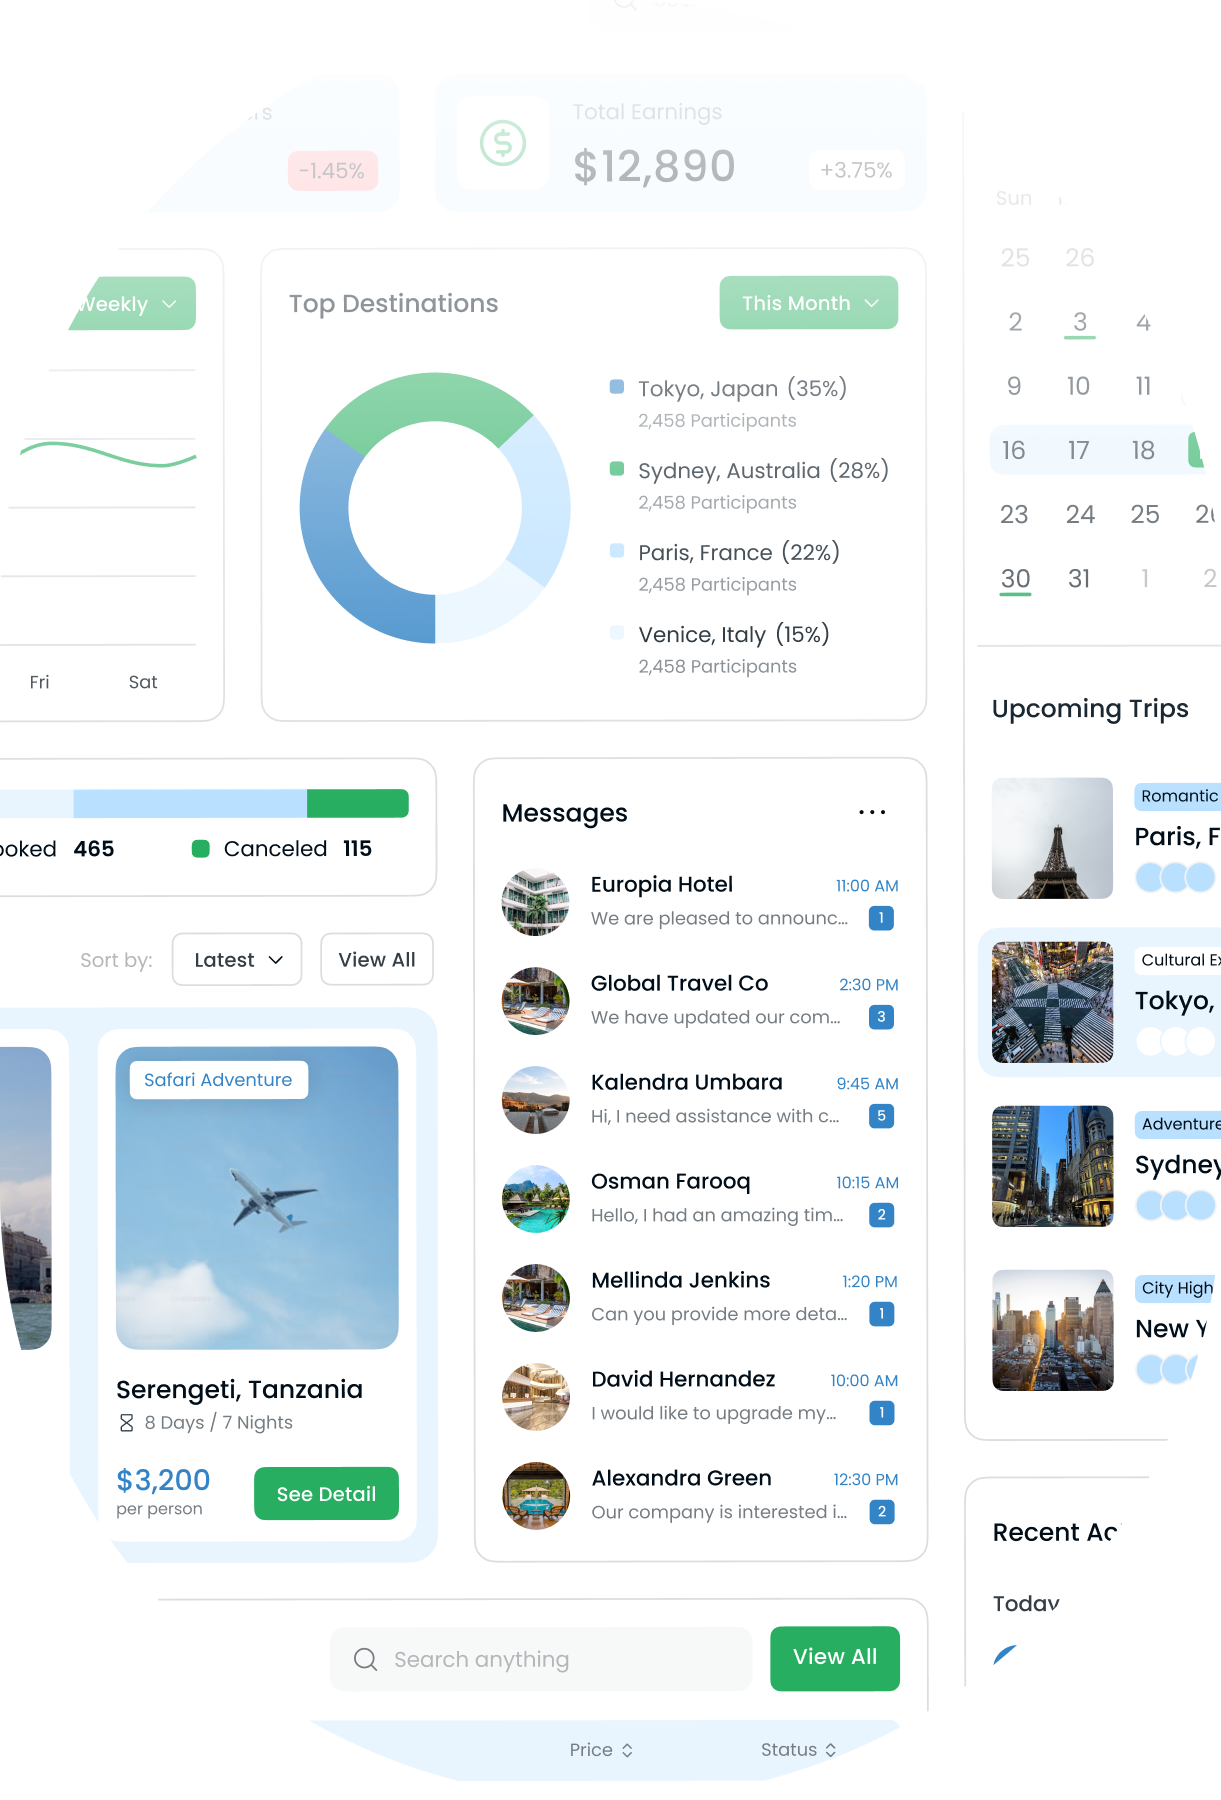 Total Earnings
$12,890
+3.75%
-1.45%
Weekly
Fri
Sat
Top Destinations
This Month
Tokyo, Japan (35%)
2,458 Participants
Sydney, Australia (28%)
2,458 Participants
Paris, France (22%)
2,458 Participants
Venice, Italy (15%)
2,458 Participants
Sun
25 26
2 3 4
9 10 11
16 17 18
23 24 25
30 31 1 2
465
Canceled 115
Sort by:
Latest
View All
Safari Adventure
Serengeti, Tanzania
8 Days / 7 Nights
$3,200
per person
See Detail
Messages
Europia Hotel
11:00 AM
We are pleased to announc...
1
Global Travel Co
2:30 PM
We have updated our com...
3
Kalendra Umbara
9:45 AM
Hi, I need assistance with c...
5
Osman Farooq
10:15 AM
Hello, I had an amazing tim...
2
Mellinda Jenkins
1:20 PM
Can you provide more deta...
1
David Hernandez
10:00 AM
I would like to upgrade my...
1
Alexandra Green
12:30 PM
Our company is interested i...
2
Upcoming Trips
Romantic
Paris, F
Cultural Ex
Tokyo,
Adventure
Sydney
City High
New Y
Recent Ac
Today
Search anything
View All
Price
Status